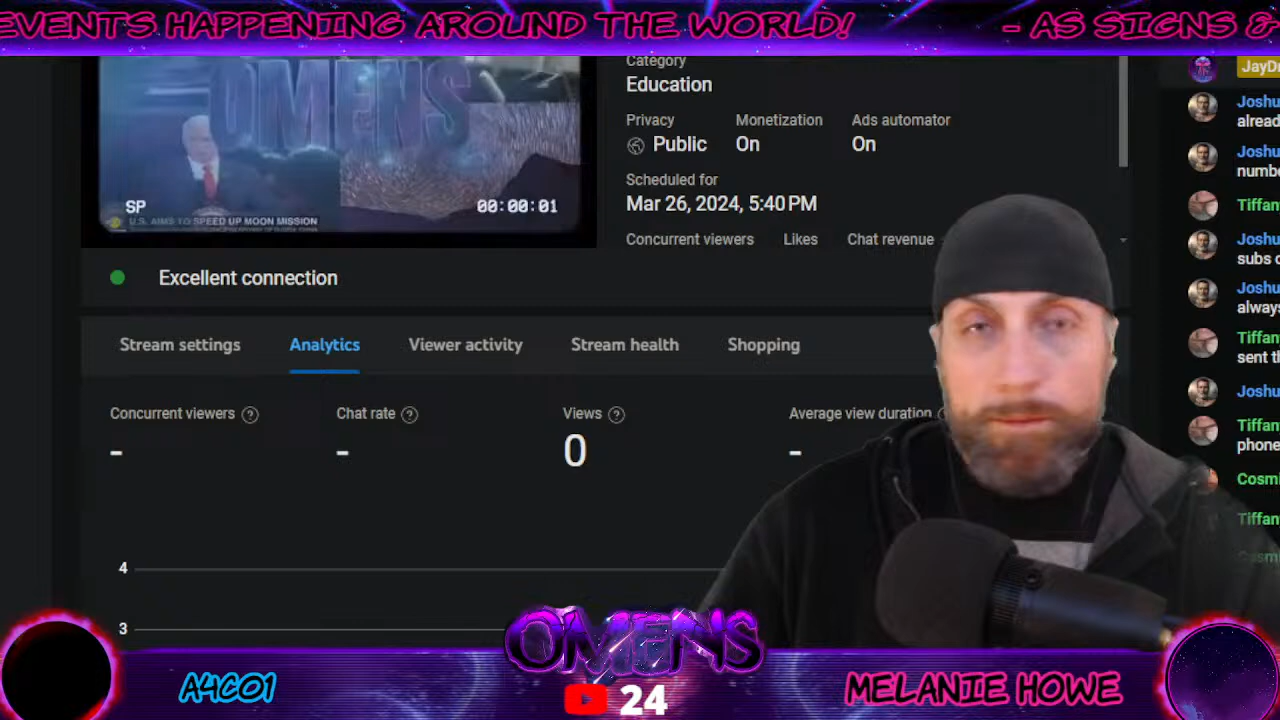 EVENTS HAPPENING AROUND THE WORLD! - AS SIGNS &
OMENS
SP
00:00:01
U.S. AIMS TO SPEED UP MOON MISSION
Category
Education
Privacy Monetization Ads automator
Public On On
Scheduled for
Mar 26, 2024, 5:40 PM
Concurrent viewers Likes Chat revenue
Excellent connection
Stream settings Analytics Viewer activity Stream health Shopping
Concurrent viewers Chat rate Views Average view duration
- - 0 -
4
3
JayD
Joshu
alread
Joshu
numbe
Tiffan
Joshu
subs
Joshu
always
Tiffan
sent th
Joshu
Tiffan
phone
Cosmi
Tiffan
Cosmi
OMENS
A4CO1
24
MELANIE HOWE